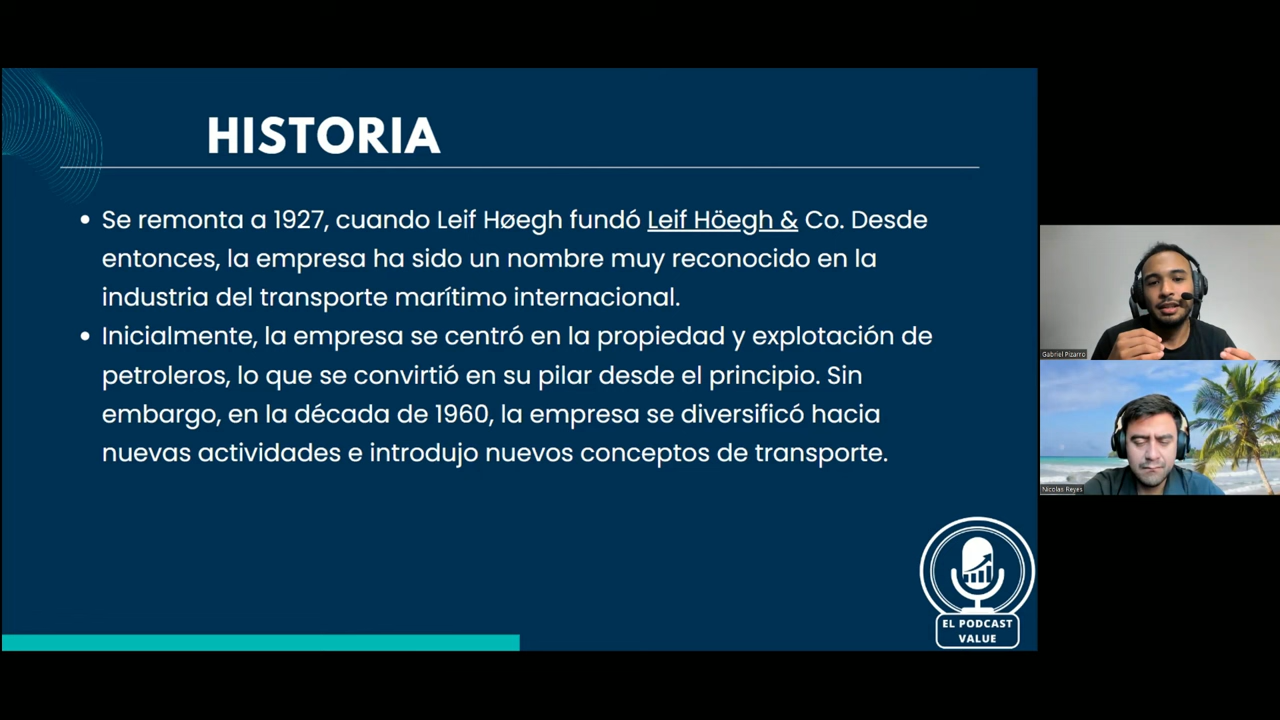 HISTORIA
• Se remonta a 1927, cuando Leif Høegh fundó Leif Höegh & Co. Desde
entonces, la empresa ha sido un nombre muy reconocido en la
industria del transporte marítimo internacional.
• Inicialmente, la empresa se centró en la propiedad y explotación de
petroleros, lo que se convirtió en su pilar desde el principio. Sin
embargo, en la década de 1960, la empresa se diversificó hacia
nuevas actividades e introdujo nuevos conceptos de transporte.
EL PODCAST
VALUE
Gabriel Pizarro
Nicolas Reyes